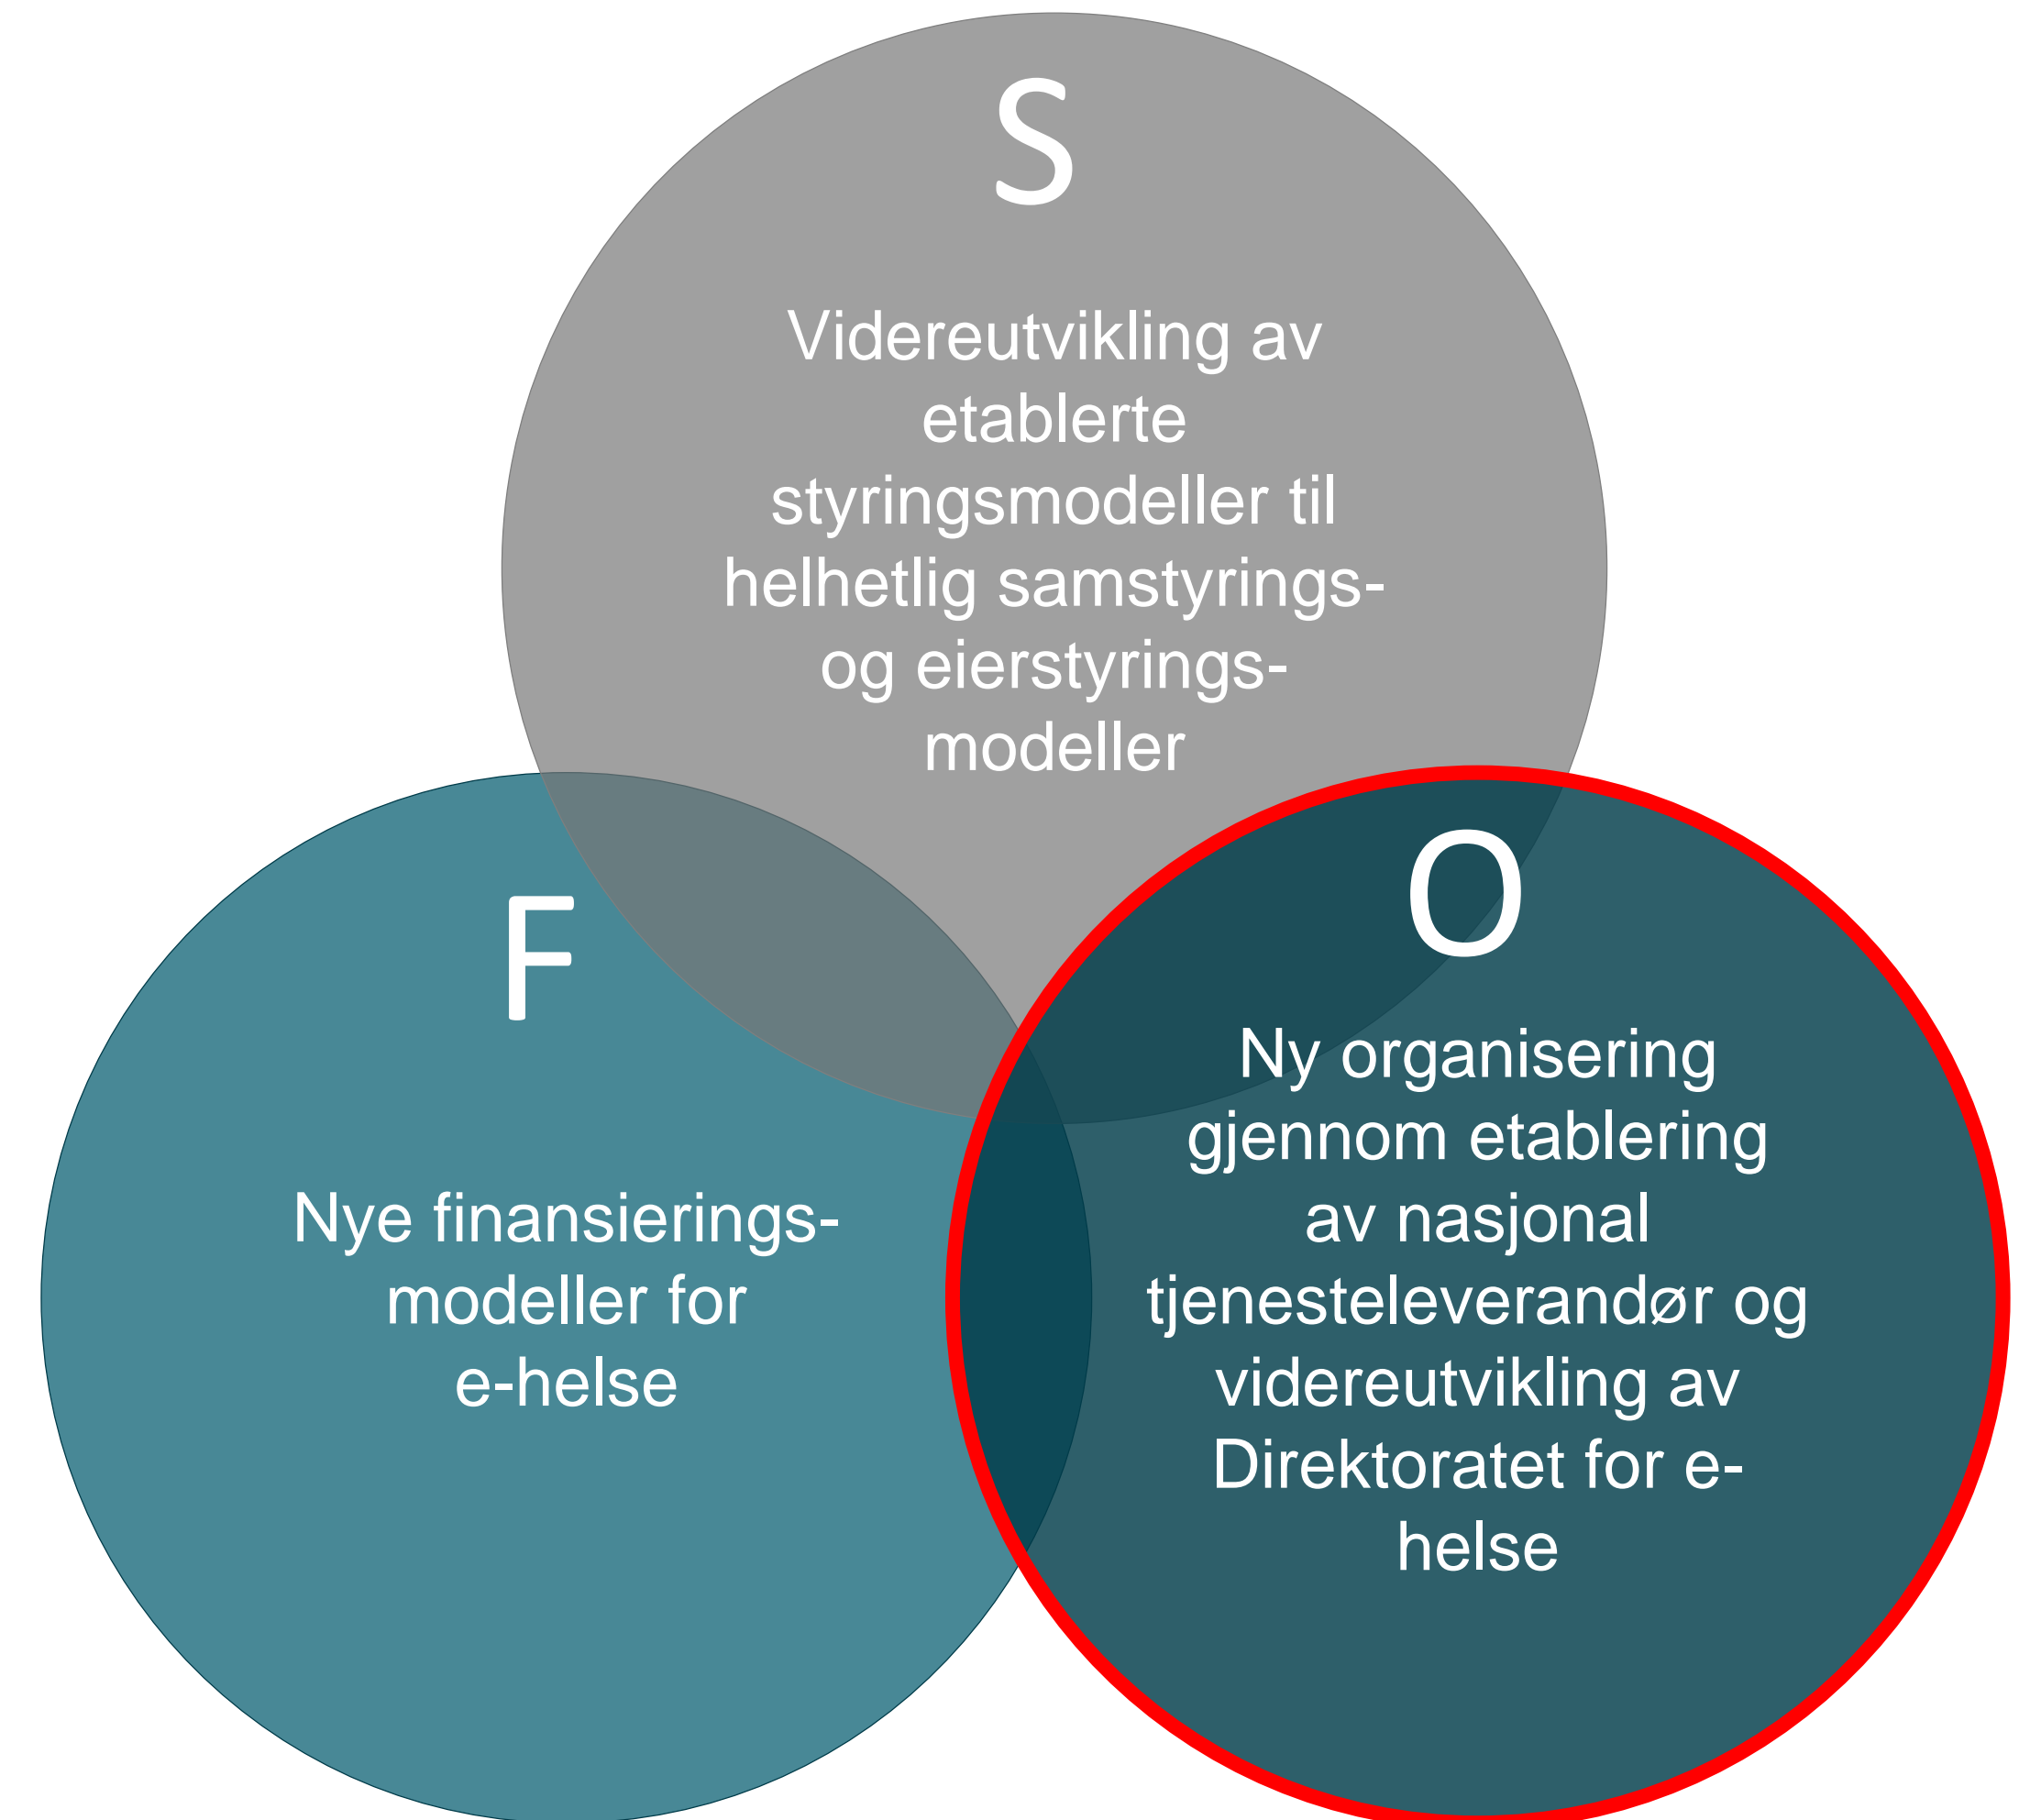 S
Videreutvikling av
etablerte
styringsmodeller til
helhetlig samstyrings-
og eierstyrings-
modeller
F
Nye finansierings-
modeller for
e-helse
O
Ny organisering
gjennom etablering
av nasjonal
tjenesteleverandør og
videreutvikling av
Direktoratet for e-
helse